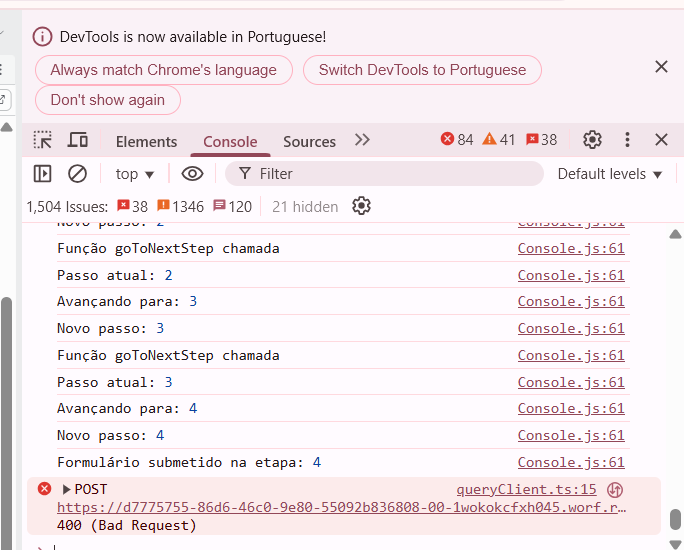 DevTools is now available in Portuguese!
Always match Chrome's language
Switch DevTools to Portuguese
Don't show again
Elements
Console
Sources
84
41
38
top
Filter
Default levels
1,504 Issues:
38
1346
120
21 hidden
Novo passo: 2 Console.js:61
Função goToNextStep chamada Console.js:61
Passo atual: 2 Console.js:61
Avançando para: 3 Console.js:61
Novo passo: 3 Console.js:61
Função goToNextStep chamada Console.js:61
Passo atual: 3 Console.js:61
Avançando para: 4 Console.js:61
Novo passo: 4 Console.js:61
Formulário submetido na etapa: 4 Console.js:61
POST queryClient.ts:15
https://d7775755-86d6-46c0-9e80-55092b836808-00-1wokokcfxh045.worf.r…
400 (Bad Request)